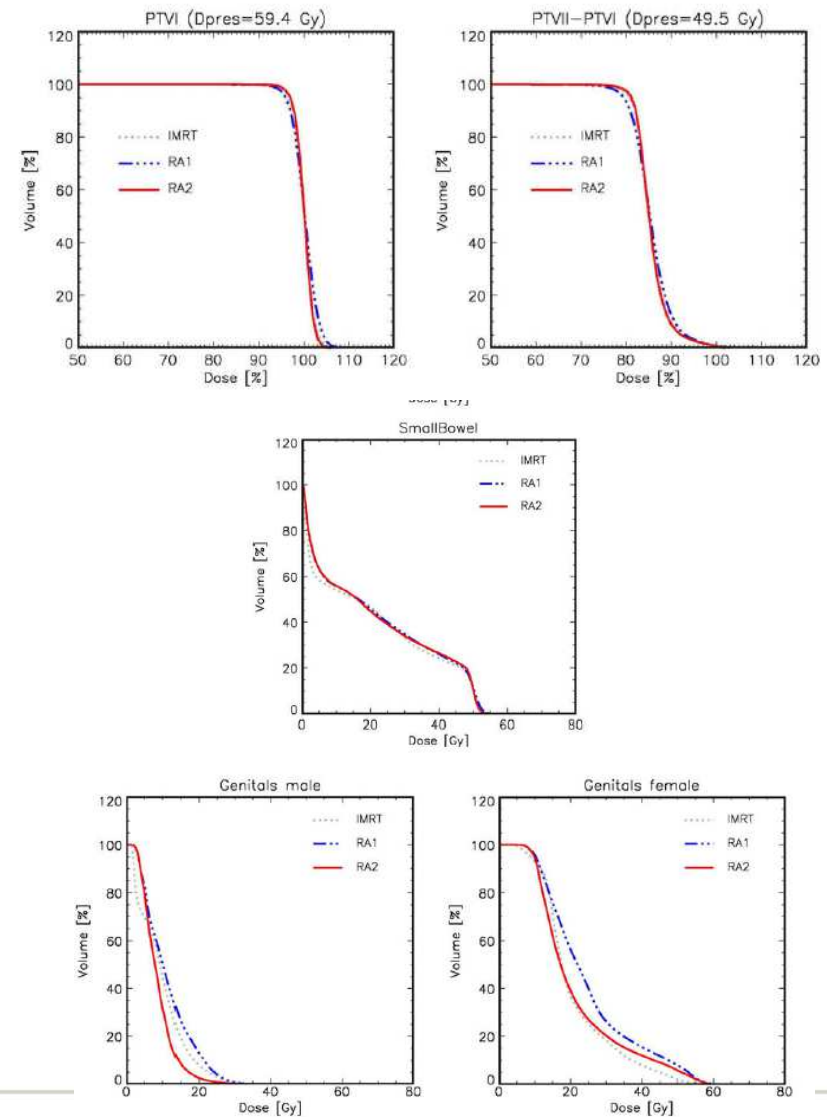 PTVI (Dpres=59.4 Gy)
120
100
80
60
40
20
0
Volume [%]
IMRT
RA1
RA2
50 60 70 80 90 100 110 120
Dose [%]
PTVII-PTVI (Dpres=49.5 Gy)
120
100
80
60
40
20
0
Volume [%]
IMRT
RA1
RA2
50 60 70 80 90 100 110 120
Dose [%]
SmallBowel
120
100
80
60
40
20
0
Volume [%]
IMRT
RA1
RA2
0 20 40 60 80
Dose [Gy]
Genitals male
120
100
80
60
40
20
0
Volume [%]
IMRT
RA1
RA2
0 20 40 60 80
Dose [Gy]
Genitals female
120
100
80
60
40
20
0
Volume [%]
IMRT
RA1
RA2
0 20 40 60 80
Dose [Gy]